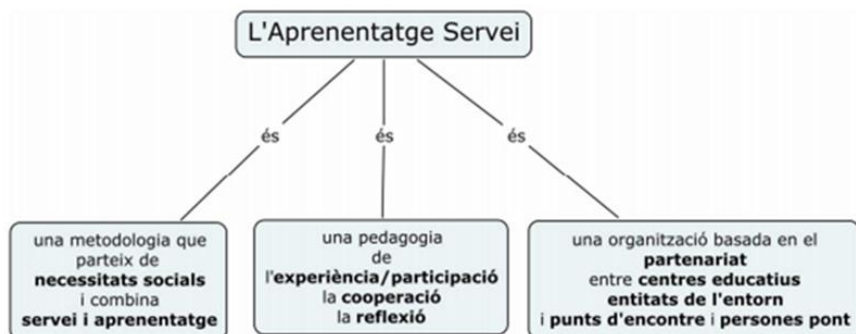 L'Aprenentatge Servei
és
és
és
una metodologia que
parteix de
necessitats socials
i combina
servei i aprenentatge
una pedagogia
de
l'experiència/participació
la cooperació
la reflexió
una organització basada en el
partenariat
entre centres educatius
entitats de l'entorn
i punts d'encontre i persones pont